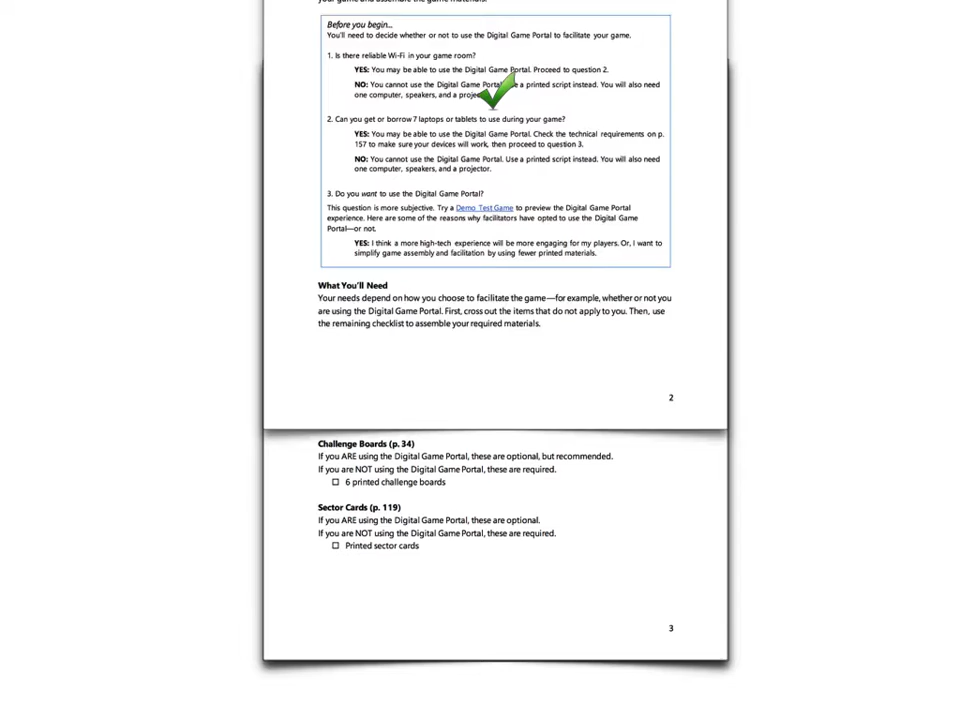 your game and assemble the game materials.
Before you begin...
You'll need to decide whether or not to use the Digital Game Portal to facilitate your game.
1. Is there reliable Wi-Fi in your game room?
YES: You may be able to use the Digital Game Portal. Proceed to question 2.
NO: You cannot use the Digital Game Portal. a printed script instead. You will also need
one computer, speakers, and a
2. Can you get or borrow 7 laptops or tablets to use during your game?
YES: You may be able to use the Digital Game Portal. Check the technical requirements on p.
157 to make sure your devices will work, then proceed to question 3.
NO: You cannot use the Digital Game Portal. Use a printed script instead. You will also need
one computer, speakers, and a projector.
3. Do you want to use the Digital Game Portal?
This question is more subjective. Try a Demo Test Game to preview the Digital Game Portal
experience. Here are some of the reasons why facilitators have opted to use the Digital Game
Portal—or not.
YES: I think a more high-tech experience will be more engaging for my players. Or, I want to
simplify game assembly and facilitation by using fewer printed materials.
What You'll Need
Your needs depend on how you choose to facilitate the game—for example, whether or not you
are using the Digital Game Portal. First, cross out the items that do not apply to you. Then, use
the remaining checklist to assemble your required materials.
2
Challenge Boards (p. 34)
If you ARE using the Digital Game Portal, these are optional, but recommended.
If you are NOT using the Digital Game Portal, these are required.
6 printed challenge boards
Sector Cards (p. 119)
If you ARE using the Digital Game Portal, these are optional.
If you are NOT using the Digital Game Portal, these are required.
Printed sector cards
3